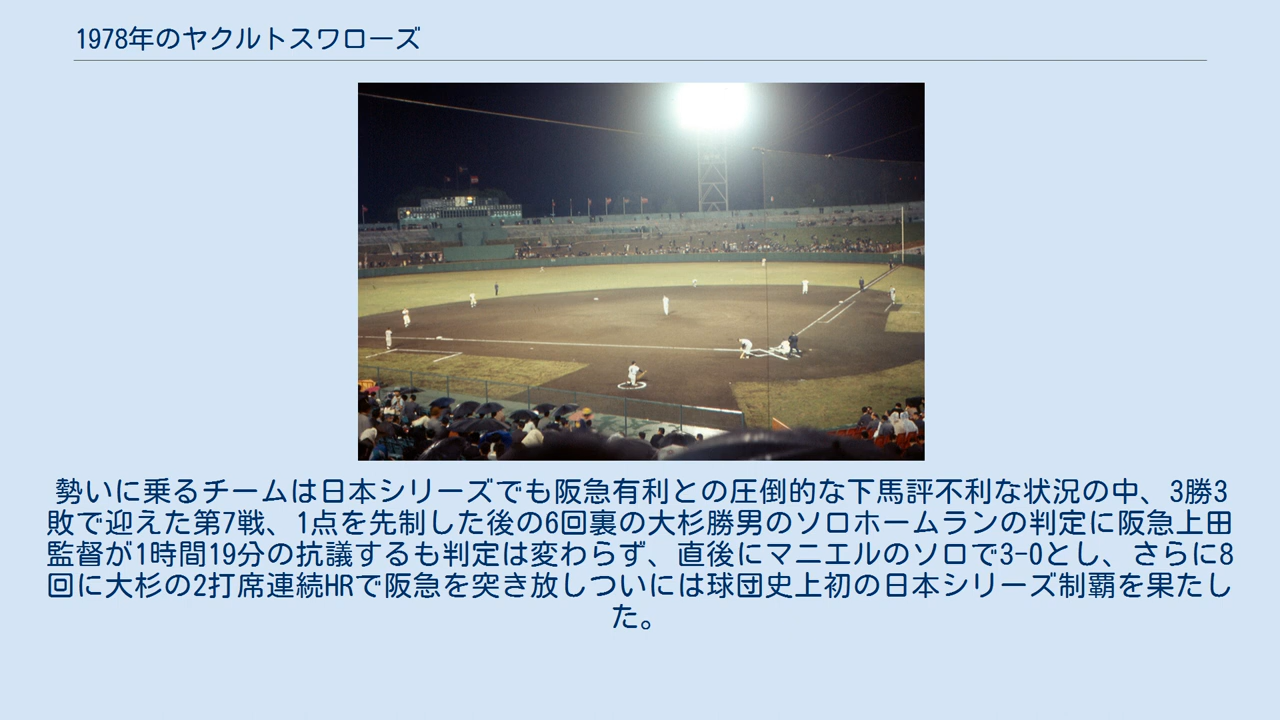 1978年のヤクルトスワローズ
勢いに乗るチームは日本シリーズでも阪急有利との圧倒的な下馬評不利な状況の中、3勝3
敗で迎えた第7戦、1点を先制した後の6回裏の大杉勝男のソロホームランの判定に阪急上田
監督が1時間19分の抗議するも判定は変わらず、直後にマニエルのソロで3-0とし、さらに8
回に大杉の2打席連続HRで阪急を突き放しついには球団史上初の日本シリーズ制覇を果たし
た。